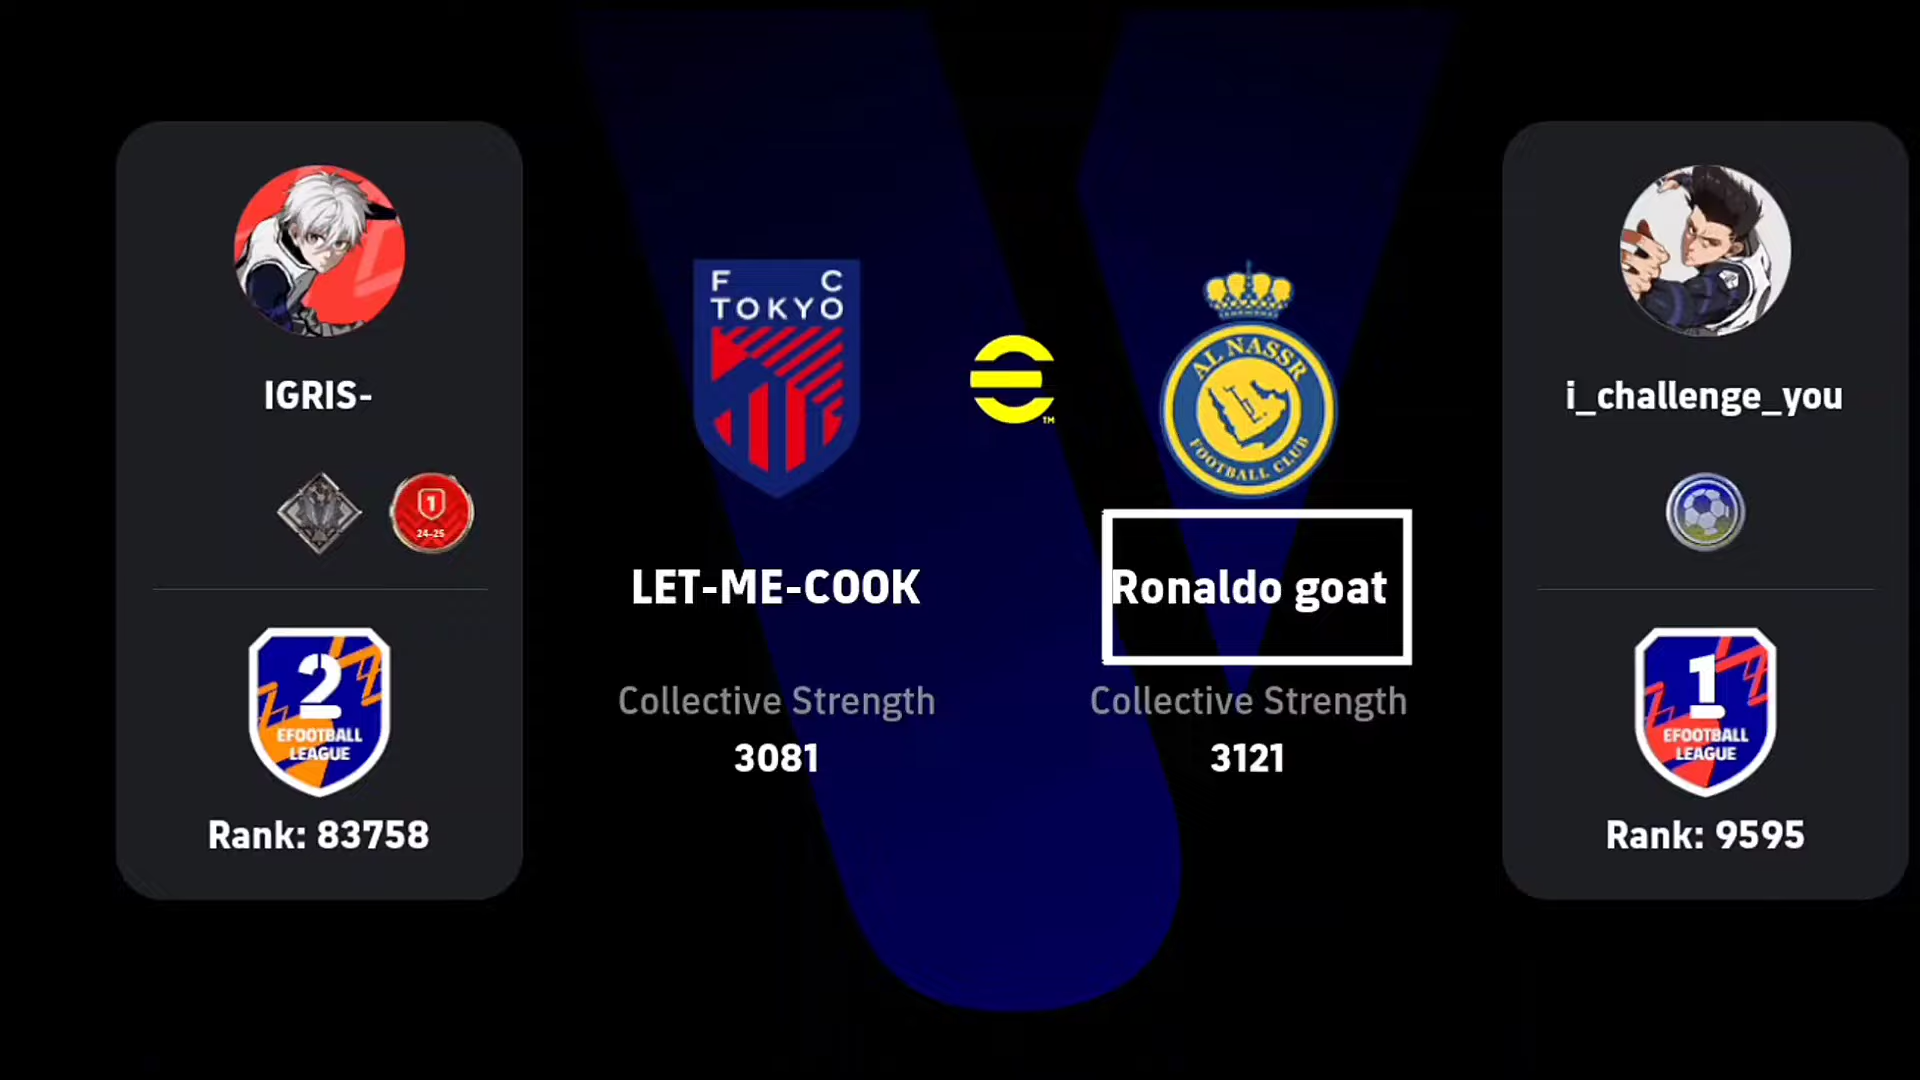 IGRIS-
1
24-25
2
EFOOTBALL
LEAGUE
Rank: 83758
F C
TOKYO
LET-ME-COOK
Collective Strength
3081
TM
AL NASSR
FOOTBALL CLUB
Ronaldo goat
Collective Strength
3121
i_challenge_you
1
EFOOTBALL
LEAGUE
Rank: 9595